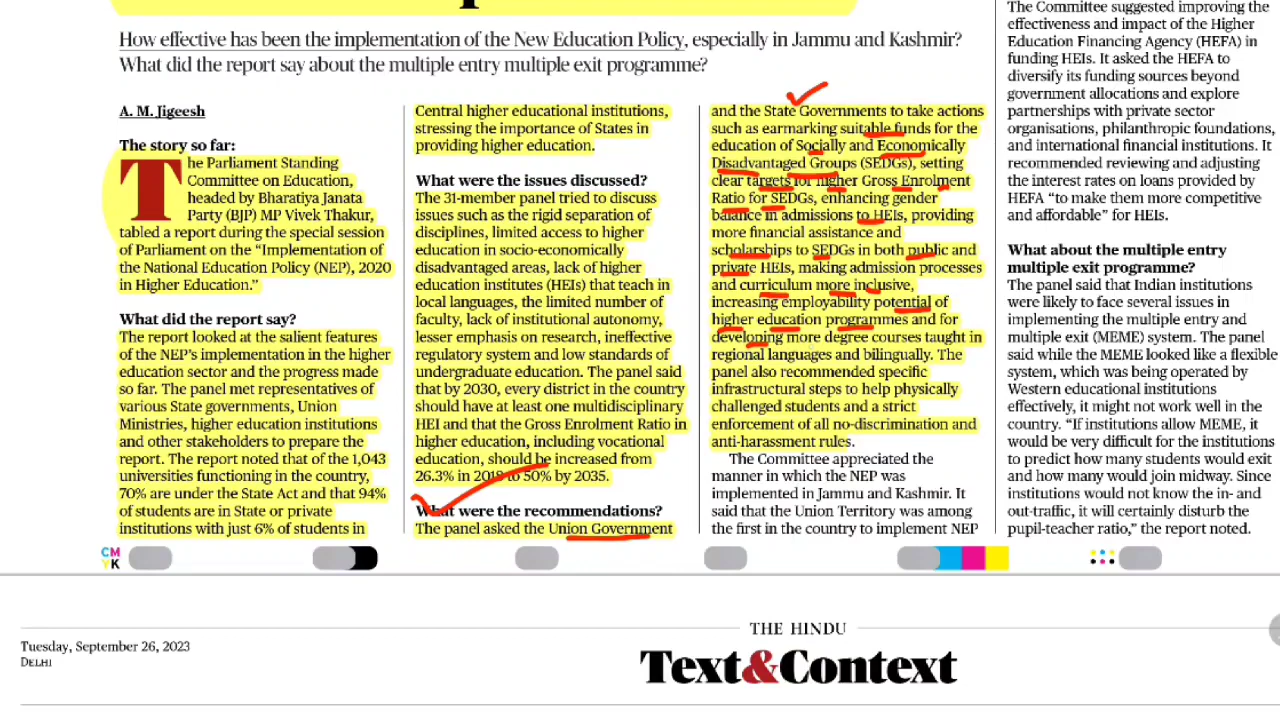 How effective has been the implementation of the New Education Policy, especially in Jammu and Kashmir?
What did the report say about the multiple entry multiple exit programme?
A. M. Jigeesh
The story so far:
The Parliament Standing
Committee on Education,
headed by Bharatiya Janata
Party (BJP) MP Vivek Thakur,
tabled a report during the special session
of Parliament on the “Implementation of
the National Education Policy (NEP), 2020
in Higher Education.”
What did the report say?
The report looked at the salient features
of the NEP’s implementation in the higher
education sector and the progress made
so far. The panel met representatives of
various State governments, Union
Ministries, higher education institutions
and other stakeholders to prepare the
report. The report noted that of the 1,043
universities functioning in the country,
70% are under the State Act and that 94%
of students are in State or private
institutions with just 6% of students in
Central higher educational institutions,
stressing the importance of States in
providing higher education.
What were the issues discussed?
The 31-member panel tried to discuss
issues such as the rigid separation of
disciplines, limited access to higher
education in socio-economically
disadvantaged areas, lack of higher
education institutes (HEIs) that teach in
local languages, the limited number of
faculty, lack of institutional autonomy,
lesser emphasis on research, ineffective
regulatory system and low standards of
undergraduate education. The panel said
that by 2030, every district in the country
should have at least one multidisciplinary
HEI and that the Gross Enrolment Ratio in
higher education, including vocational
education, should be increased from
26.3% in 2018 to 50% by 2035.
What were the recommendations?
The panel asked the Union Government
and the State Governments to take actions
such as earmarking suitable funds for the
education of Socially and Economically
Disadvantaged Groups (SEDGs), setting
clear targets for higher Gross Enrolment
Ratio for SEDGs, enhancing gender
balance in admissions to HEIs, providing
more financial assistance and
scholarships to SEDGs in both public and
private HEIs, making admission processes
and curriculum more inclusive,
increasing employability potential of
higher education programmes and for
developing more degree courses taught in
regional languages and bilingually. The
panel also recommended specific
infrastructural steps to help physically
challenged students and a strict
enforcement of all no-discrimination and
anti-harassment rules.
The Committee appreciated the
manner in which the NEP was
implemented in Jammu and Kashmir. It
said that the Union Territory was among
the first in the country to implement NEP
The Committee suggested improving the
effectiveness and impact of the Higher
Education Financing Agency (HEFA) in
funding HEIs. It asked the HEFA to
diversify its funding sources beyond
government allocations and explore
partnerships with private sector
organisations, philanthropic foundations,
and international financial institutions. It
recommended reviewing and adjusting
the interest rates on loans provided by
HEFA “to make them more competitive
and affordable” for HEIs.
What about the multiple entry
multiple exit programme?
The panel said that Indian institutions
were likely to face several issues in
implementing the multiple entry and
multiple exit (MEME) system. The panel
said while the MEME looked like a flexible
system, which was being operated by
Western educational institutions
effectively, it might not work well in the
country. “If institutions allow MEME, it
would be very difficult for the institutions
to predict how many students would exit
and how many would join midway. Since
institutions would not know the in- and
out-traffic, it will certainly disturb the
pupil-teacher ratio,” the report noted.
CM
YK
Tuesday, September 26, 2023
DELHI
THE HINDU
Text&Context